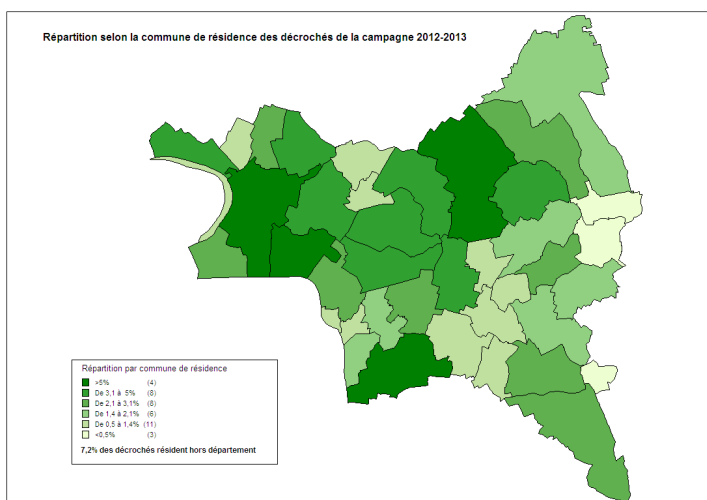 Répartition selon la commune de résidence des décrochés de la campagne 2012-2013
Répartition par commune de résidence
>5% (4)
De 3,1 à 5% (8)
De 2,1 à 3,1% (8)
De 1,4 à 2,1% (6)
De 0,5 à 1,4% (11)
<0,5% (3)
7,2% des décrochés résident hors département